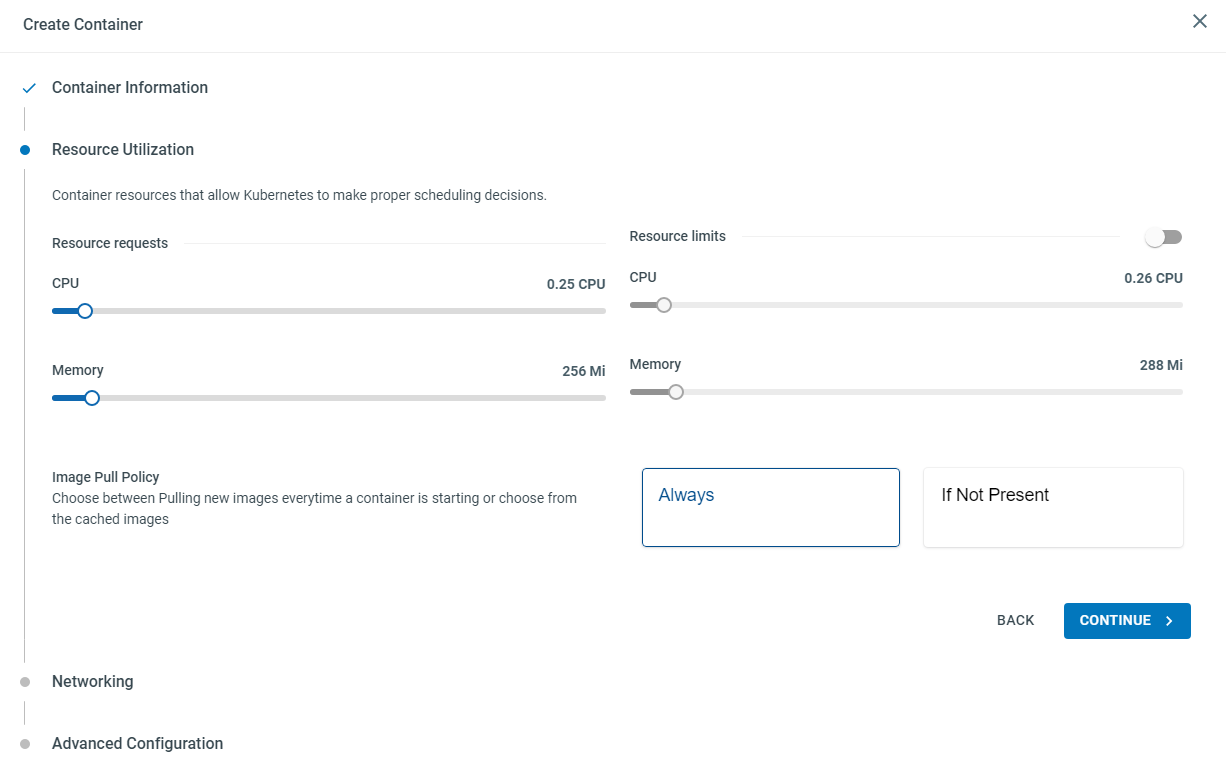 Create Container
Container Information
Resource Utilization
Container resources that allow Kubernetes to make proper scheduling decisions.
Resource requests
CPU
0.25 CPU
Memory
256 Mi
Resource limits
CPU
0.26 CPU
Memory
288 Mi
Image Pull Policy
Choose between Pulling new images everytime a container is starting or choose from
the cached images
Always
If Not Present
BACK
CONTINUE
Networking
Advanced Configuration